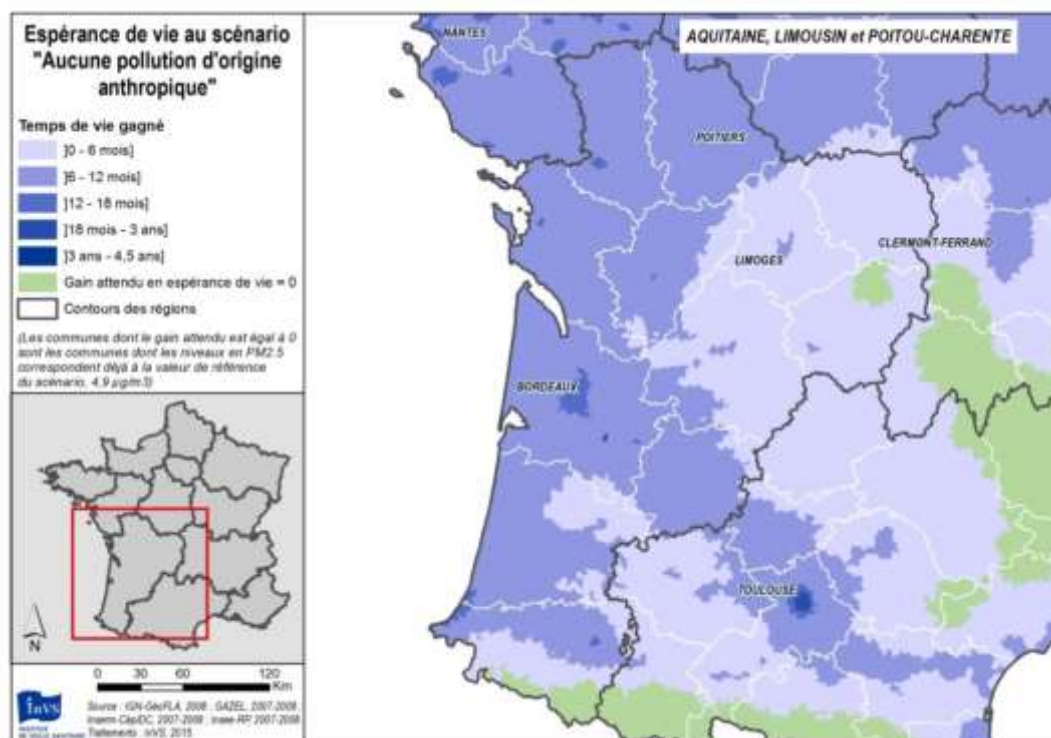 Espérance de vie au scénario
"Aucune pollution d'origine
anthropique"
Temps de vie gagné
]0 - 6 mois]
]6 - 12 mois]
]12 - 18 mois]
]18 mois - 3 ans]
]3 ans - 4,5 ans]
Gain attendu en espérance de vie = 0
Contours des régions
(Les communes dont le gain attendu est égal à 0
sont les communes dont les niveaux en PM2.5
correspondent déjà à la valeur de référence
du scénario, 4,9 µg/m3)
AQUITAINE, LIMOUSIN et POITOU-CHARENTE
NANTES
POITIERS
LIMOGES
CLERMONT-FERRAND
BORDEAUX
TOULOUSE
N
0 30 60 120
Km
InVS
Source : IGN-GéoFLA, 2008 ; GAZEL, 2007-2008 ;
Inserm-CépiDC, 2007-2008 ; Insee-RP, 2007-2008
Traitements : InVS, 2015